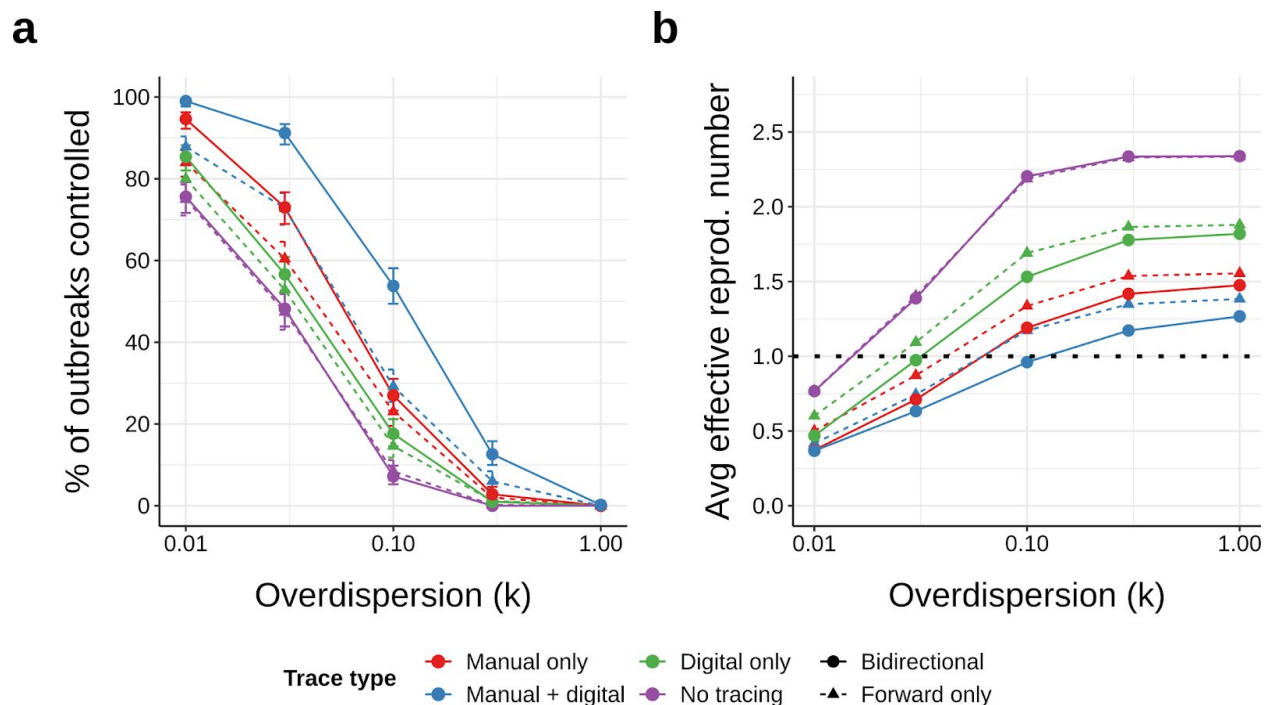 a
b
% of outbreaks controlled
100
80
60
40
20
0
0.01
0.10
1.00
Overdispersion (k)
Avg effective reprod. number
2.5
2.0
1.5
1.0
0.5
0.0
0.01
0.10
1.00
Overdispersion (k)
Trace type
Manual only
Digital only
Bidirectional
Manual + digital
No tracing
Forward only